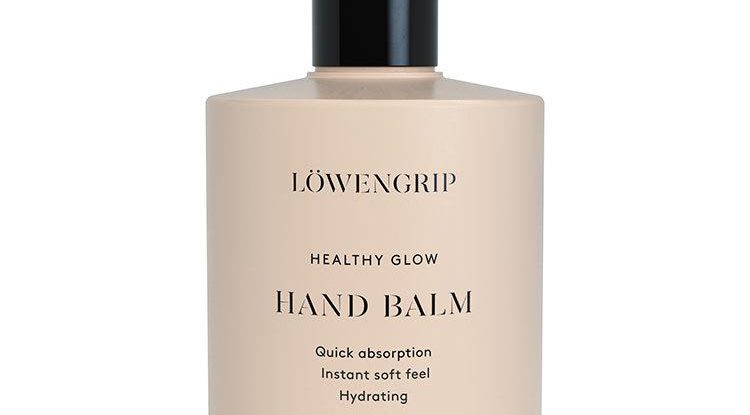 LÖWENGRIP
HEALTHY GLOW
HAND BALM
Quick absorption
Instant soft feel
Hydrating